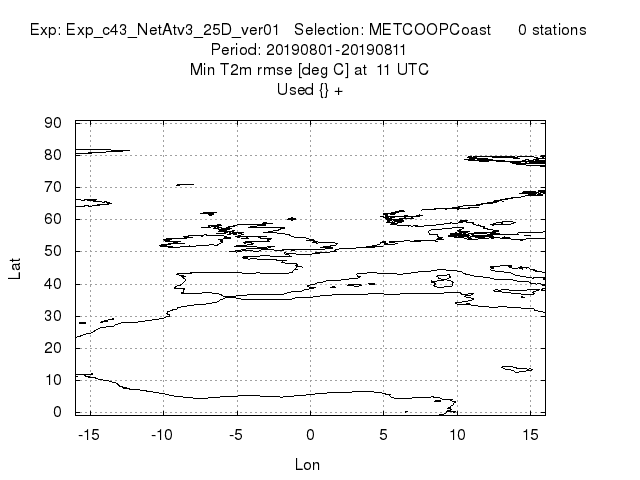 Exp: Exp_c43_NetAtv3_25D_ver01   Selection: METCOOPCoast      0 stations
Period: 20190801-20190811
Min T2m rmse [deg C] at  11 UTC
Used {} +
90
80
70
60
50
40
30
20
10
0
Lat
-15 -10 -5 0 5 10 15
Lon